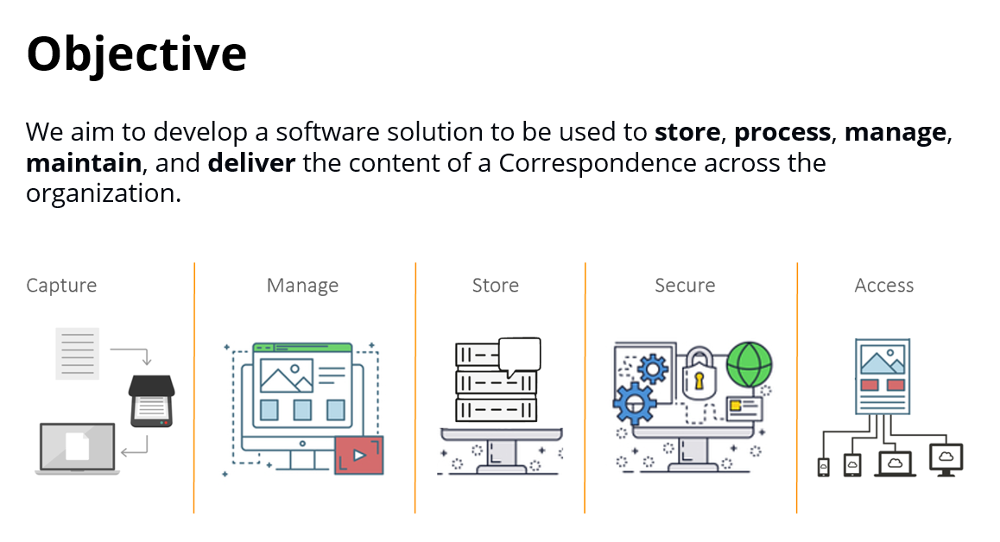 Objective
We aim to develop a software solution to be used to store, process, manage,
maintain, and deliver the content of a Correspondence across the
organization.
Capture
Manage
Store
Secure
Access